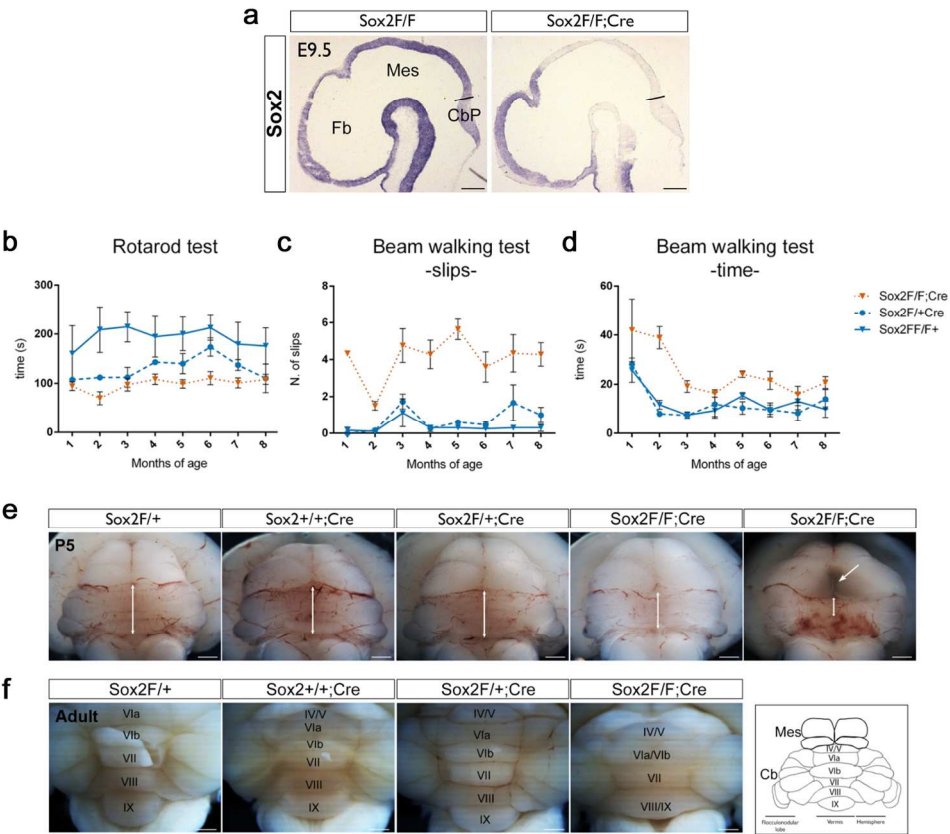 a
Sox2F/F
Sox2F/F;Cre
Sox2
E9.5
Mes
Fb
CbP
b
Rotarod test
time (s)
300
200
100
0
1 2 3 4 5 6 7 8
Months of age
c
Beam walking test
-slips-
N. of slips
8
6
4
2
0
1 2 3 4 5 6 7 8
Months of age
d
Beam walking test
-time-
time (s)
60
40
20
0
1 2 3 4 5 6 7 8
Months of age
Sox2F/F;Cre
Sox2F/+Cre
Sox2FF/F+
e
Sox2F/+
Sox2+/+;Cre
Sox2F/+;Cre
Sox2F/F;Cre
Sox2F/F;Cre
P5
f
Sox2F/+
Sox2+/+;Cre
Sox2F/+;Cre
Sox2F/F;Cre
Adult
VIa
VIb
VII
VIII
IX
IV/V
VIa
VIb
VII
VIII
IX
IV/V
VIa
VIb
VII
VIII
IX
IV/V
VIa/VIb
VII
VIII/IX
Mes
Cb
IV/V
VIa
VIb
VII
VIII
IX
Flocculonodular
lobe
Vermis
Hemisphere